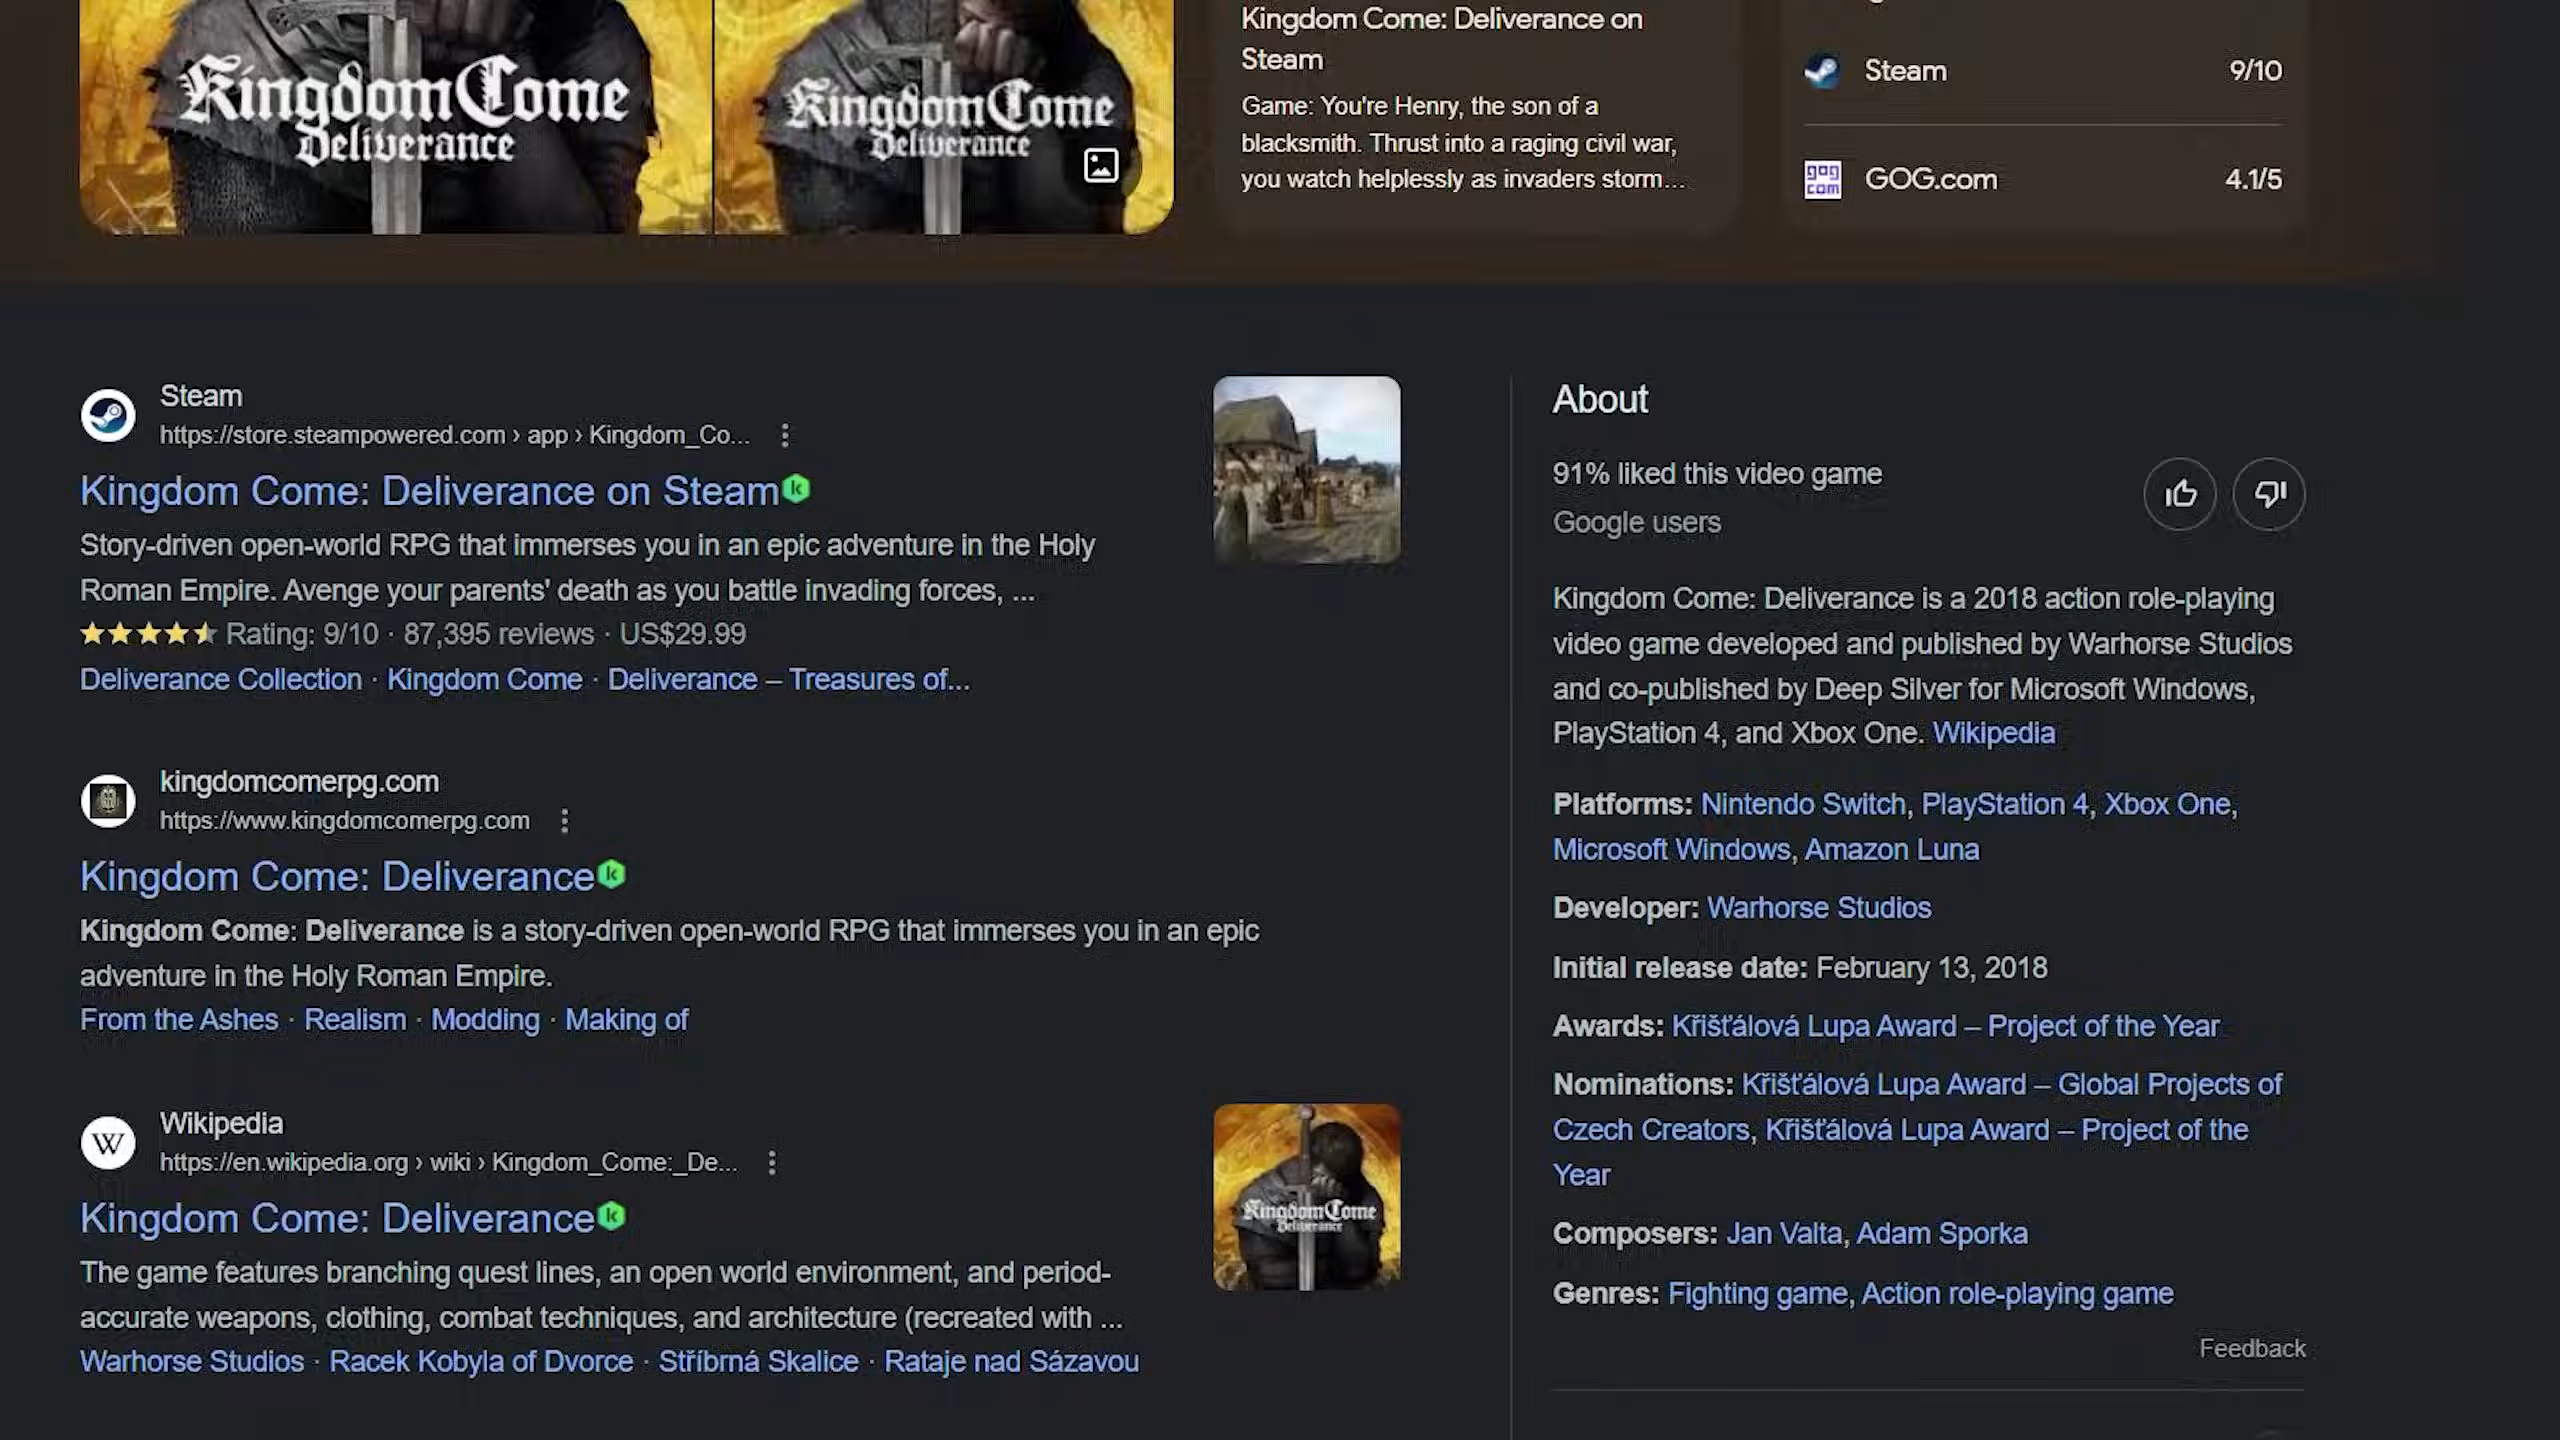 Kingdom Come
Deliverance
Kingdom Come
Deliverance
Kingdom Come: Deliverance on
Steam
Game: You're Henry, the son of a
blacksmith. Thrust into a raging civil war,
you watch helplessly as invaders storm...
Steam 9/10
gog
com
GOG.com 4.1/5
Steam
https://store.steampowered.com › app › Kingdom_Co...
Kingdom Come: Deliverance on Steam
Story-driven open-world RPG that immerses you in an epic adventure in the Holy
Roman Empire. Avenge your parents' death as you battle invading forces, ...
Rating: 9/10 · 87,395 reviews · US$29.99
Deliverance Collection · Kingdom Come · Deliverance – Treasures of...
kingdomcomerpg.com
https://www.kingdomcomerpg.com
Kingdom Come: Deliverance
Kingdom Come: Deliverance is a story-driven open-world RPG that immerses you in an epic
adventure in the Holy Roman Empire.
From the Ashes · Realism · Modding · Making of
W
Wikipedia
https://en.wikipedia.org › wiki › Kingdom_Come:_De...
Kingdom Come: Deliverance
The game features branching quest lines, an open world environment, and period-
accurate weapons, clothing, combat techniques, and architecture (recreated with ...
Warhorse Studios · Racek Kobyla of Dvorce · Stříbrná Skalice · Rataje nad Sázavou
Kingdom Come
Deliverance
About
91% liked this video game
Google users
Kingdom Come: Deliverance is a 2018 action role-playing
video game developed and published by Warhorse Studios
and co-published by Deep Silver for Microsoft Windows,
PlayStation 4, and Xbox One. Wikipedia
Platforms: Nintendo Switch, PlayStation 4, Xbox One,
Microsoft Windows, Amazon Luna
Developer: Warhorse Studios
Initial release date: February 13, 2018
Awards: Křišťálová Lupa Award – Project of the Year
Nominations: Křišťálová Lupa Award – Global Projects of
Czech Creators, Křišťálová Lupa Award – Project of the
Year
Composers: Jan Valta, Adam Sporka
Genres: Fighting game, Action role-playing game
Feedback